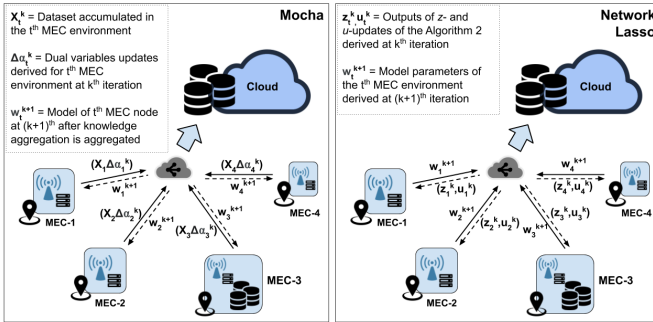 X_t^k = Dataset accumulated in
the t^th MEC environment
Δα_t^k = Dual variables updates
derived for t^th MEC
environment at k^th iteration
w_t^k+1 = Model of t^th MEC node
at (k+1)^th after knowledge
aggregation is aggregated
Mocha
Cloud
(X_1Δα_1^k)
w_1^k+1
(X_4Δα_4^k)
w_4^k+1
MEC-1
MEC-4
(X_2Δα_2^k)
w_2^k+1
w_3^k+1
(X_3Δα_3^k)
MEC-2
MEC-3
z_t^k, u_t^k = Outputs of z- and
u-updates of the Algorithm 2
derived at k^th iteration
w_t^k+1 = Model parameters of
the t^th MEC environment
derived at (k+1)^th iteration
Network
Lasso
Cloud
w_1^k+1
(z_1^k,u_1^k)
w_4^k+1
(z_4^k,u_4^k)
MEC-1
MEC-4
w_2^k+1
(z_2^k,u_2^k)
(z_3^k,u_3^k)
w_3^k+1
MEC-2
MEC-3